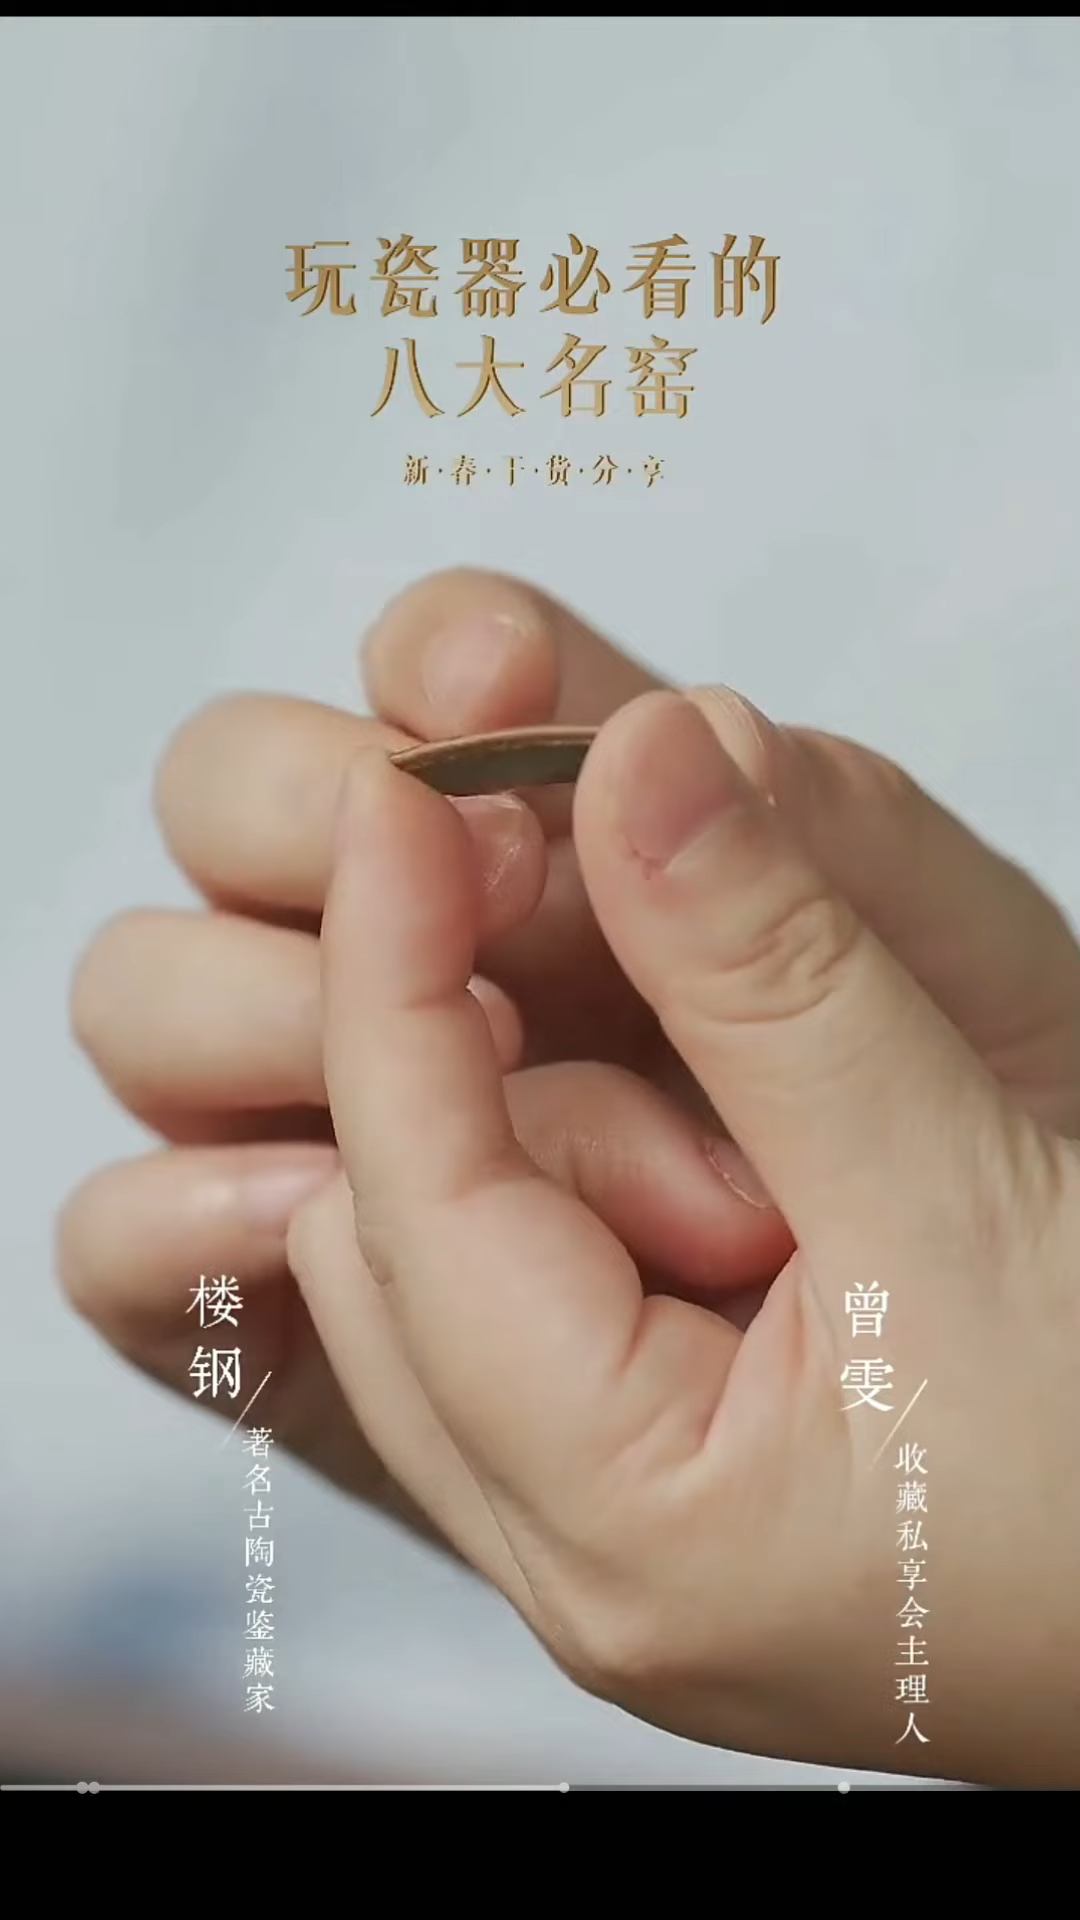 玩瓷器必看的
八大名窑
新·春·干·货·分·享
楼钢
著名古陶瓷鉴藏家
曾雯
收藏私享会主理人